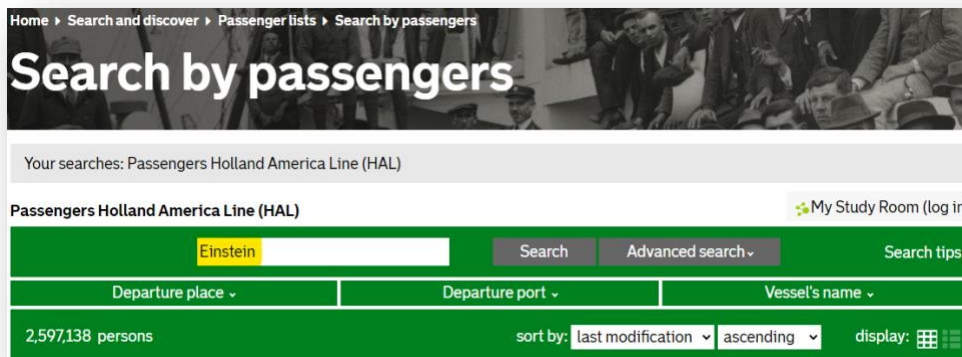 Home ▸ Search and discover ▸ Passenger lists ▸ Search by passengers
Search by passengers
Your searches: Passengers Holland America Line (HAL)
Passengers Holland America Line (HAL) My Study Room (log in
Einstein Search Advanced search Search tips
Departure place Departure port Vessel's name
2,597,138 persons sort by: last modification ascending display: